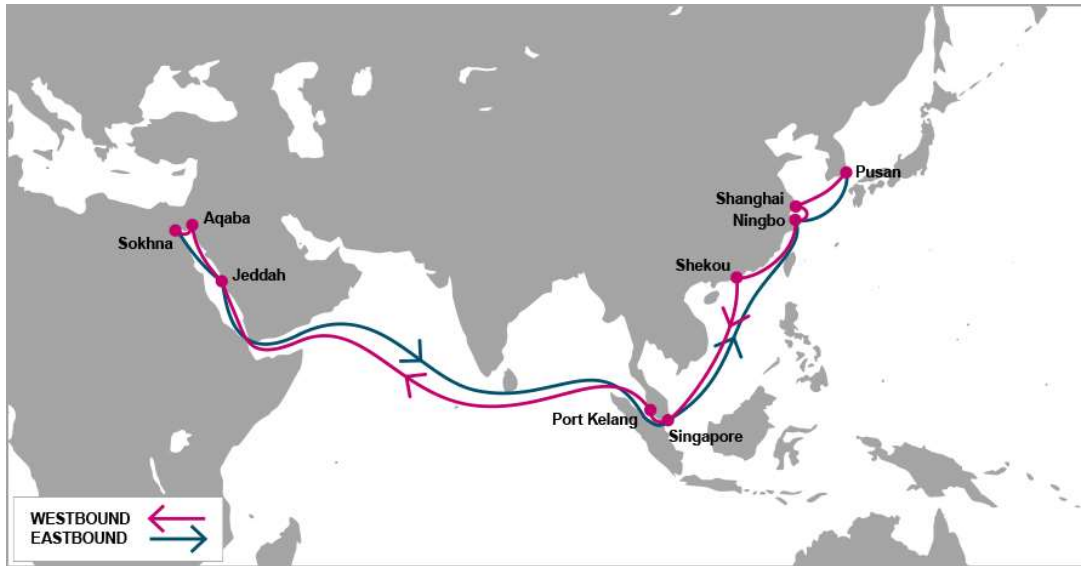 Pusan
Shanghai
Ningbo
Aqaba
Sokhna
Jeddah
Shekou
Port Kelang
Singapore
WESTBOUND
EASTBOUND